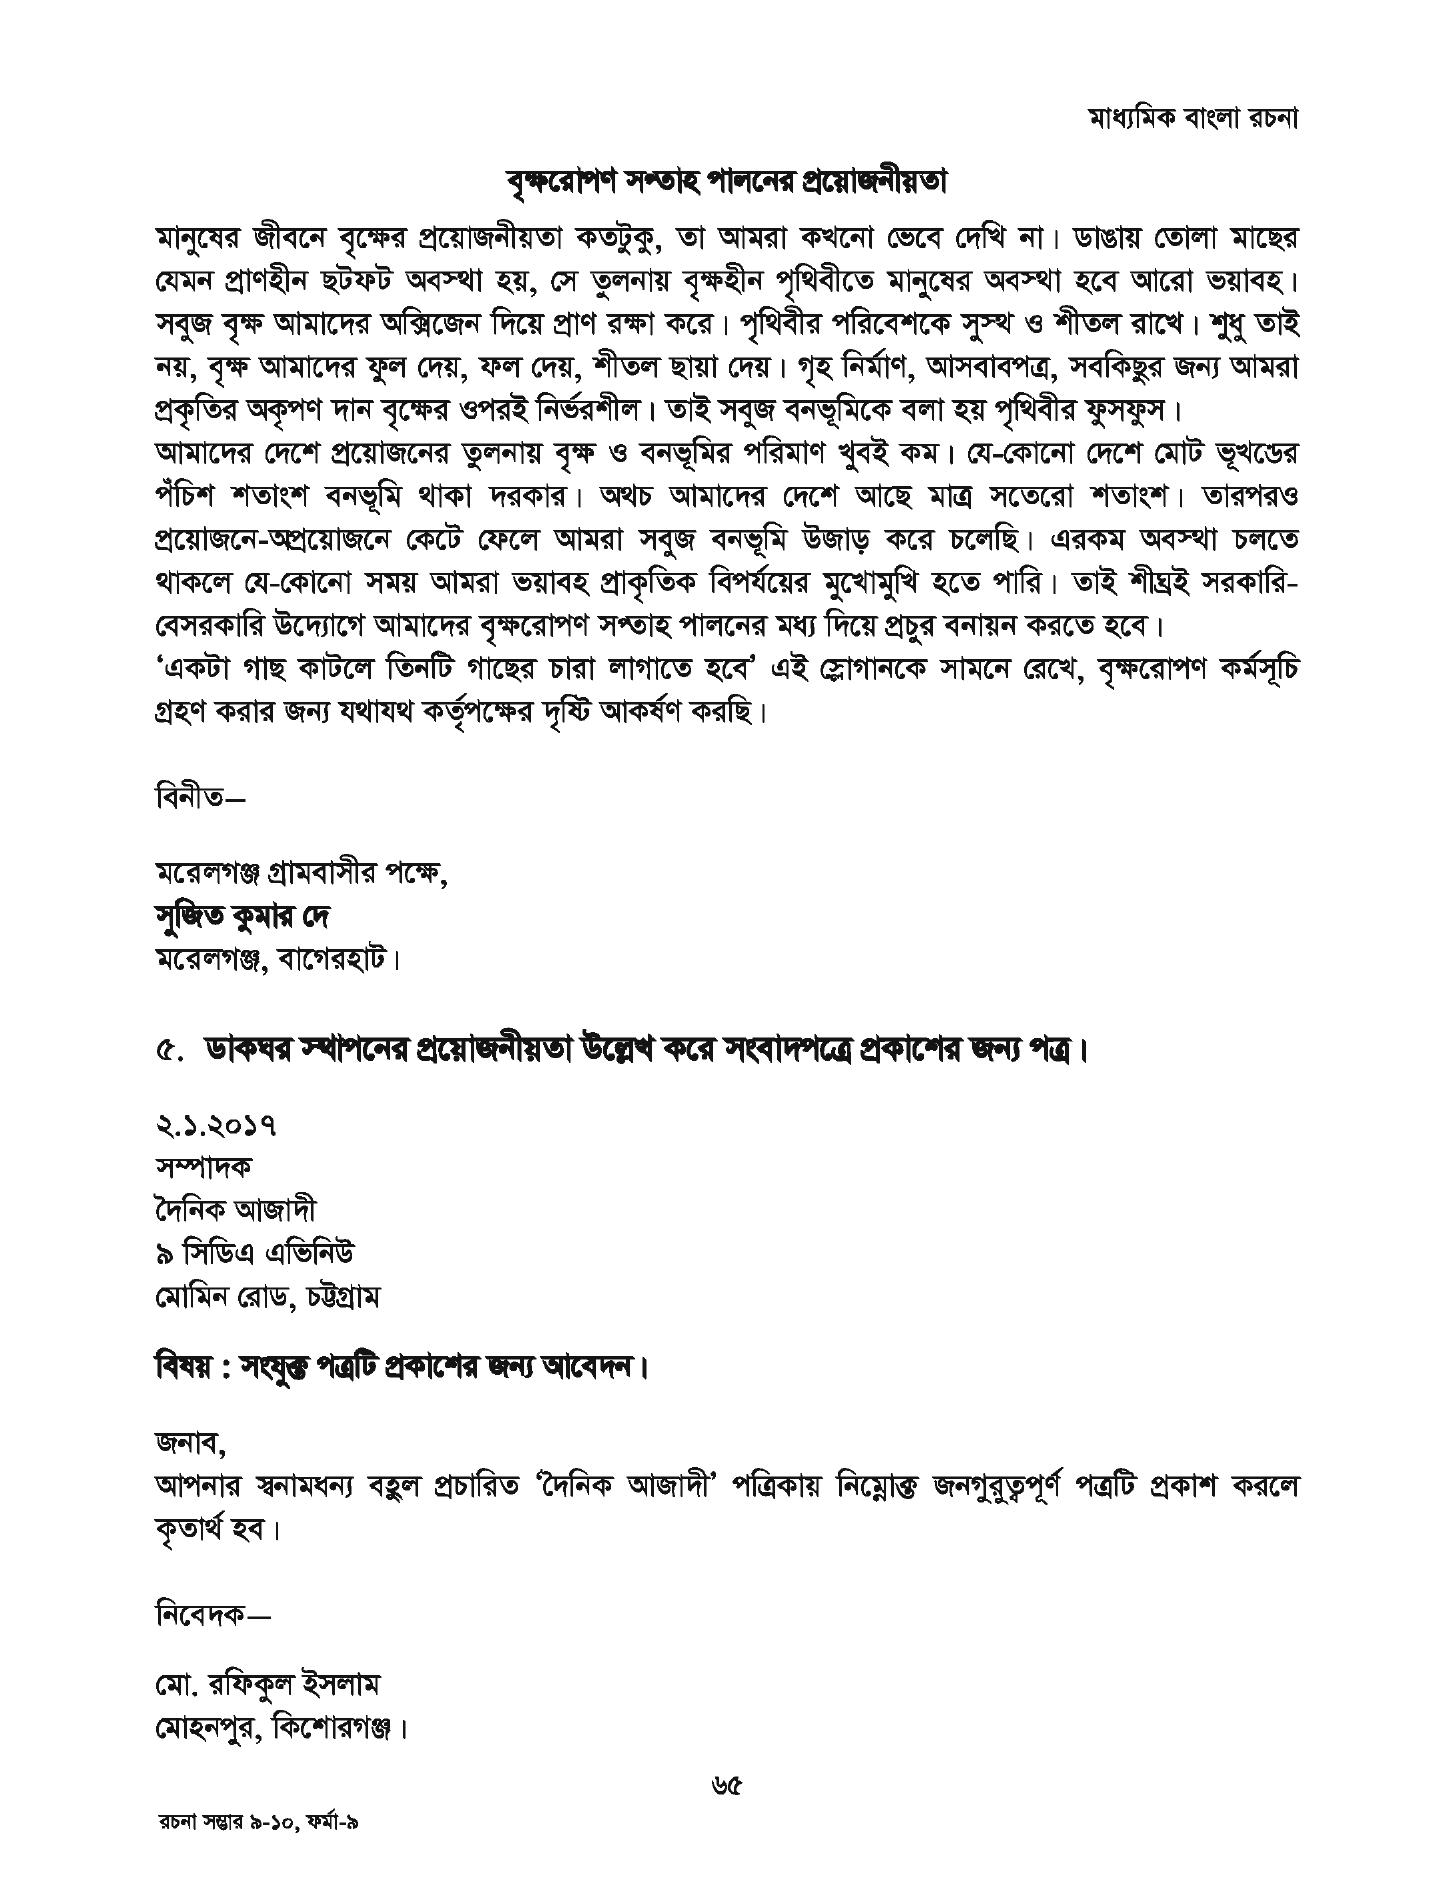 মাধ্যমিক বাংলা রচনা
বৃক্ষরোপণ সপ্তাহ পালনের প্রয়োজনীয়তা
মানুষের জীবনে বৃক্ষের প্রয়োজনীয়তা কতটুকু, তা আমরা কখনো ভেবে দেখি না। ডাঙায় তোলা মাছের
যেমন প্রাণহীন ছটফট অবস্থা হয়, সে তুলনায় বৃক্ষহীন পৃথিবীতে মানুষের অবস্থা হবে আরো ভয়াবহ।
সবুজ বৃক্ষ আমাদের অক্সিজেন দিয়ে প্রাণ রক্ষা করে। পৃথিবীর পরিবেশকে সুস্থ ও শীতল রাখে। শুধু তাই
নয়, বৃক্ষ আমাদের ফুল দেয়, ফল দেয়, শীতল ছায়া দেয়। গৃহ নির্মাণ, আসবাবপত্র, সবকিছুর জন্য আমরা
প্রকৃতির অকৃপণ দান বৃক্ষের ওপরই নির্ভরশীল। তাই সবুজ বনভূমিকে বলা হয় পৃথিবীর ফুসফুস।
আমাদের দেশে প্রয়োজনের তুলনায় বৃক্ষ ও বনভূমির পরিমাণ খুবই কম। যে-কোনো দেশে মোট ভূখণ্ডের
পঁচিশ শতাংশ বনভূমি থাকা দরকার। অথচ আমাদের দেশে আছে মাত্র সতেরো শতাংশ। তারপরও
প্রয়োজনে-অপ্রয়োজনে কেটে ফেলে আমরা সবুজ বনভূমি উজাড় করে চলেছি। এরকম অবস্থা চলতে
থাকলে যে-কোনো সময় আমরা ভয়াবহ প্রাকৃতিক বিপর্যয়ের মুখোমুখি হতে পারি। তাই শীঘ্রই সরকারি-
বেসরকারি উদ্যোগে আমাদের বৃক্ষরোপণ সপ্তাহ পালনের মধ্য দিয়ে প্রচুর বনায়ন করতে হবে।
‘একটা গাছ কাটলে তিনটি গাছের চারা লাগাতে হবে’ এই স্লোগানকে সামনে রেখে, বৃক্ষরোপণ কর্মসূচি
গ্রহণ করার জন্য যথাযথ কর্তৃপক্ষের দৃষ্টি আকর্ষণ করছি।
বিনীত–
মরেলগঞ্জ গ্রামবাসীর পক্ষে,
সুজিত কুমার দে
মরেলগঞ্জ, বাগেরহাট।
৫. ডাকঘর স্থাপনের প্রয়োজনীয়তা উল্লেখ করে সংবাদপত্রে প্রকাশের জন্য পত্র।
২.১.২০১৭
সম্পাদক
দৈনিক আজাদী
৯ সিডিএ এভিনিউ
মোমিন রোড, চট্টগ্রাম
বিষয় : সংযুক্ত পত্রটি প্রকাশের জন্য আবেদন।
জনাব,
আপনার স্বনামধন্য বহুল প্রচারিত ‘দৈনিক আজাদী’ পত্রিকায় নিম্নোক্ত জনগুরুত্বপূর্ণ পত্রটি প্রকাশ করলে
কৃতার্থ হব।
নিবেদক—
মো. রফিকুল ইসলাম
মোহনপুর, কিশোরগঞ্জ।
৬৫
রচনা সম্ভার ৯-১০, ফর্মা-৯